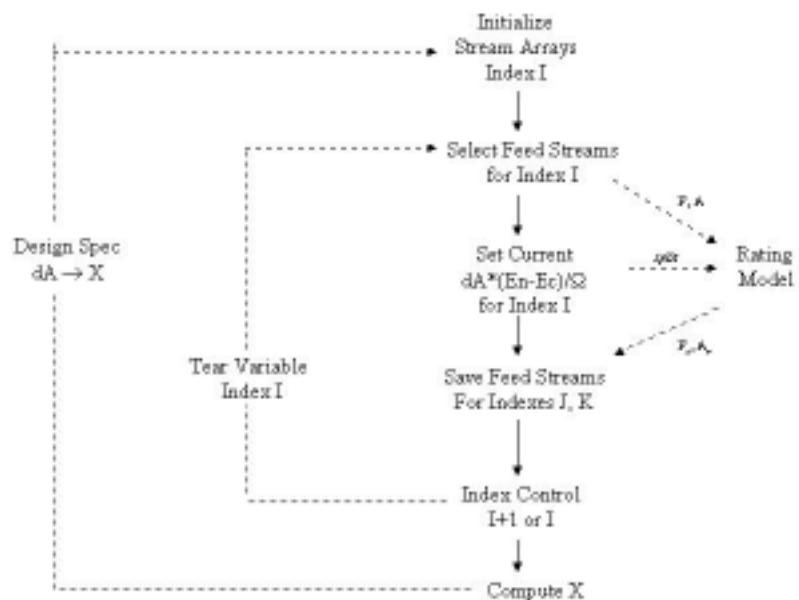 Initialize
Stream Arrays
Index I
Select Feed Streams
for Index I
F, A
Design Spec
dA → X
Set Current
dA*(En-Ec)/Ω
for Index I
Rating
Model
Tear Variable
Index I
Save Feed Streams
For Indexes J, K
Index Control
I+1 or I
Compute X